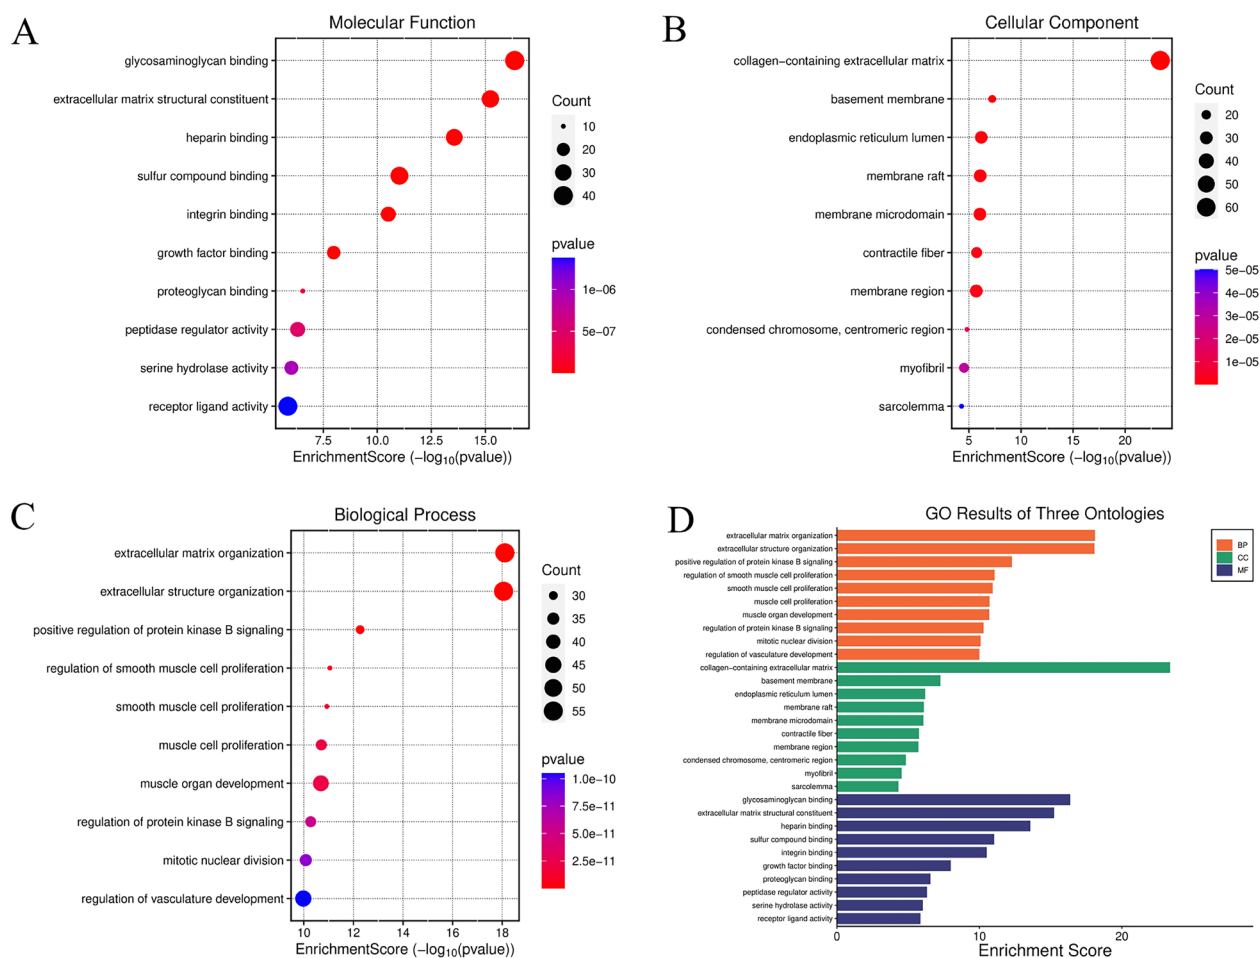 A
Molecular Function
glycosaminoglycan binding
extracellular matrix structural constituent
heparin binding
sulfur compound binding
integrin binding
growth factor binding
proteoglycan binding
peptidase regulator activity
serine hydrolase activity
receptor ligand activity
7.5 10.0 12.5 15.0
EnrichmentScore (−log10(pvalue))
Count
10
20
30
40
pvalue
1e−06
5e−07
B
Cellular Component
collagen−containing extracellular matrix
basement membrane
endoplasmic reticulum lumen
membrane raft
membrane microdomain
contractile fiber
membrane region
condensed chromosome, centromeric region
myofibril
sarcolemma
5 10 15 20
EnrichmentScore (−log10(pvalue))
Count
20
30
40
50
60
pvalue
5e−05
4e−05
3e−05
2e−05
1e−05
C
Biological Process
extracellular matrix organization
extracellular structure organization
positive regulation of protein kinase B signaling
regulation of smooth muscle cell proliferation
smooth muscle cell proliferation
muscle cell proliferation
muscle organ development
regulation of protein kinase B signaling
mitotic nuclear division
regulation of vasculature development
10 12 14 16 18
EnrichmentScore (−log10(pvalue))
Count
30
35
40
45
50
55
pvalue
1.0e−10
7.5e−11
5.0e−11
2.5e−11
D
GO Results of Three Ontologies
extracellular matrix organization
extracellular structure organization
positive regulation of protein kinase B signaling
regulation of smooth muscle cell proliferation
smooth muscle cell proliferation
muscle cell proliferation
muscle organ development
regulation of protein kinase B signaling
mitotic nuclear division
regulation of vasculature development
collagen−containing extracellular matrix
basement membrane
endoplasmic reticulum lumen
membrane raft
membrane microdomain
contractile fiber
membrane region
condensed chromosome, centromeric region
myofibril
sarcolemma
glycosaminoglycan binding
extracellular matrix structural constituent
heparin binding
sulfur compound binding
integrin binding
growth factor binding
proteoglycan binding
peptidase regulator activity
serine hydrolase activity
receptor ligand activity
0 10 20
Enrichment Score
BP
CC
MF